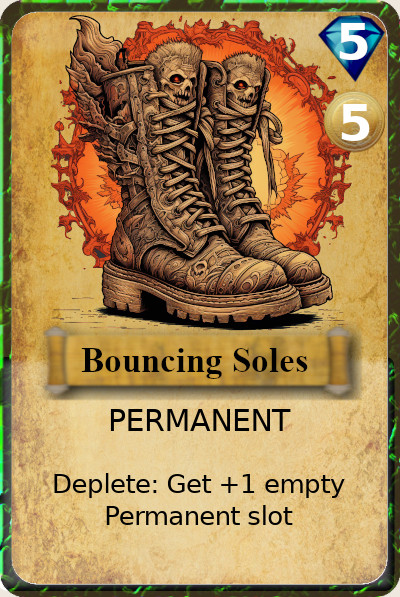 5
5
Bouncing Soles
PERMANENT
Deplete: Get +1 empty
Permanent slot